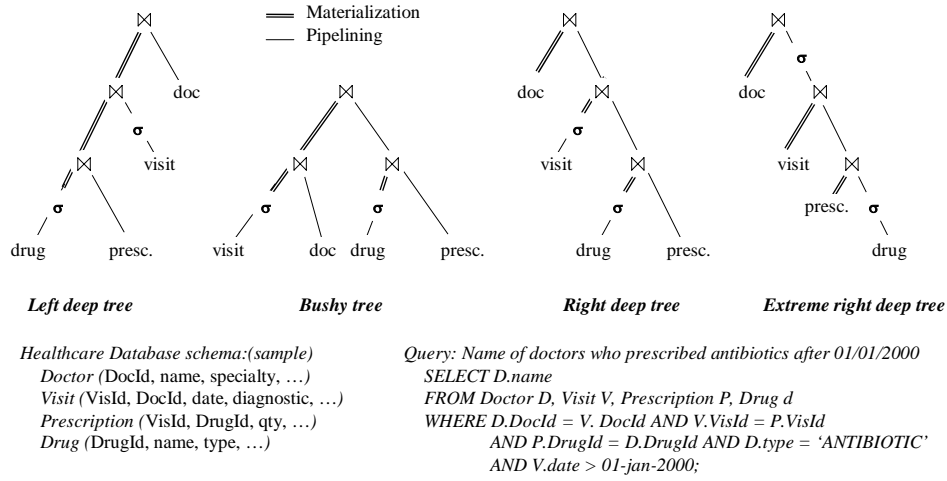 Materialization
Pipelining
⋈ ⋈ ⋈
⋈ doc ⋈ doc ⋈ σ
doc ⋈
σ σ
visit ⋈ ⋈ visit ⋈ visit ⋈
σ σ σ σ presc. σ
drug presc. visit doc drug presc. drug presc. drug
Left deep tree Bushy tree Right deep tree Extreme right deep tree
Healthcare Database schema:(sample)
Doctor (DocId, name, specialty, …)
Visit (VisId, DocId, date, diagnostic, …)
Prescription (VisId, DrugId, qty, …)
Drug (DrugId, name, type, …)
Query: Name of doctors who prescribed antibiotics after 01/01/2000
SELECT D.name
FROM Doctor D, Visit V, Prescription P, Drug d
WHERE D.DocId = V. DocId AND V.VisId = P.VisId
AND P.DrugId = D.DrugId AND D.type = ‘ANTIBIOTIC’
AND V.date > 01-jan-2000;